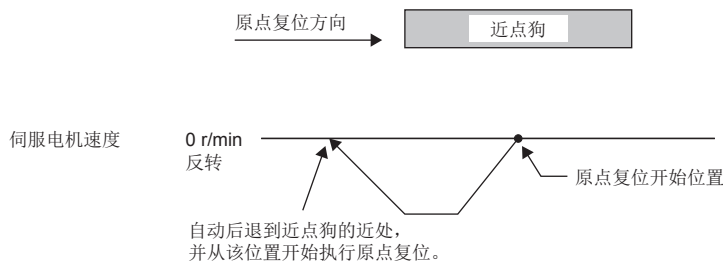 原点复位方向
近点狗
伺服电机速度
0 r/min
反转
原点复位开始位置
自动后退到近点狗的近处，
并从该位置开始执行原点复位。